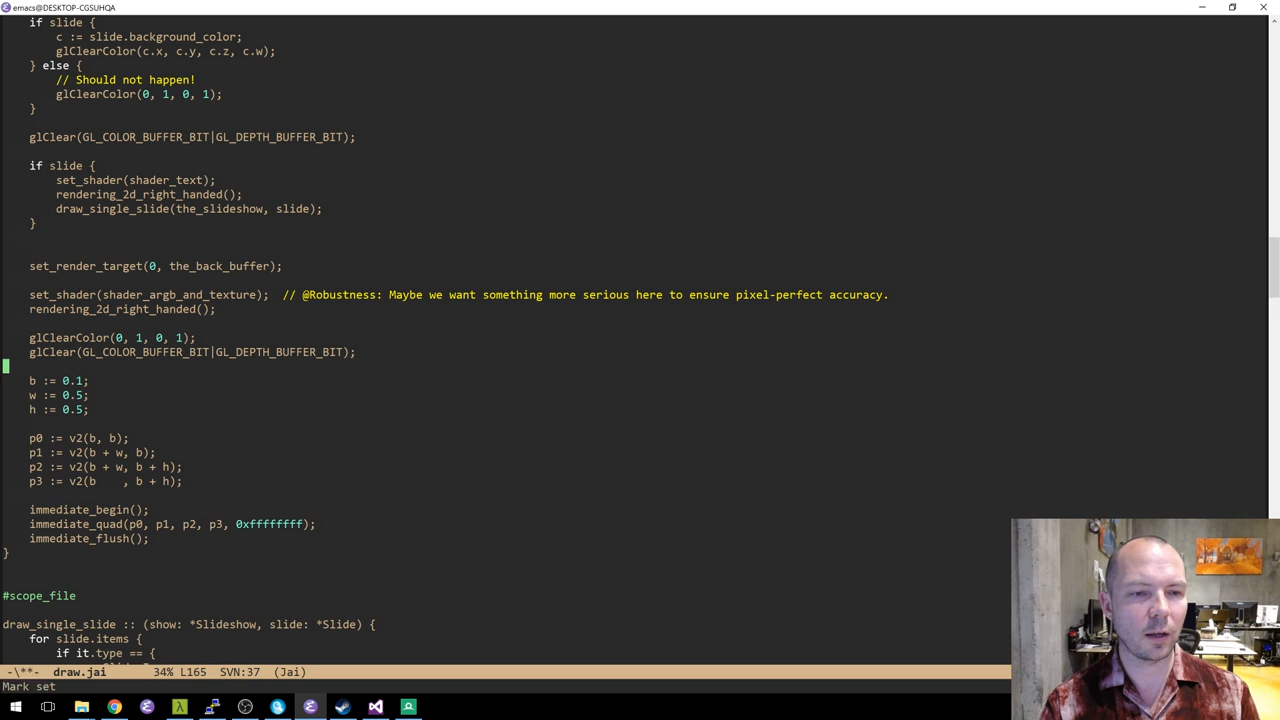 emacs@DESKTOP-CGSUHQA
if slide {
c := slide.background_color;
glClearColor(c.x, c.y, c.z, c.w);
} else {
// Should not happen!
glClearColor(0, 1, 0, 1);
}
glClear(GL_COLOR_BUFFER_BIT|GL_DEPTH_BUFFER_BIT);
if slide {
set_shader(shader_text);
rendering_2d_right_handed();
draw_single_slide(the_slideshow, slide);
}
set_render_target(0, the_back_buffer);
set_shader(shader_argb_and_texture);  // @Robustness: Maybe we want something more serious here to ensure pixel-perfect accuracy.
rendering_2d_right_handed();
glClearColor(0, 1, 0, 1);
glClear(GL_COLOR_BUFFER_BIT|GL_DEPTH_BUFFER_BIT);
b := 0.1;
w := 0.5;
h := 0.5;
p0 := v2(b, b);
p1 := v2(b + w, b);
p2 := v2(b + w, b + h);
p3 := v2(b    , b + h);
immediate_begin();
immediate_quad(p0, p1, p2, p3, 0xffffffff);
immediate_flush();
}
#scope_file
draw_single_slide :: (show: *Slideshow, slide: *Slide) {
for slide.items {
if it.type == {
-\**-  draw.jai  34% L165  SVN:37  (Jai)
Mark set